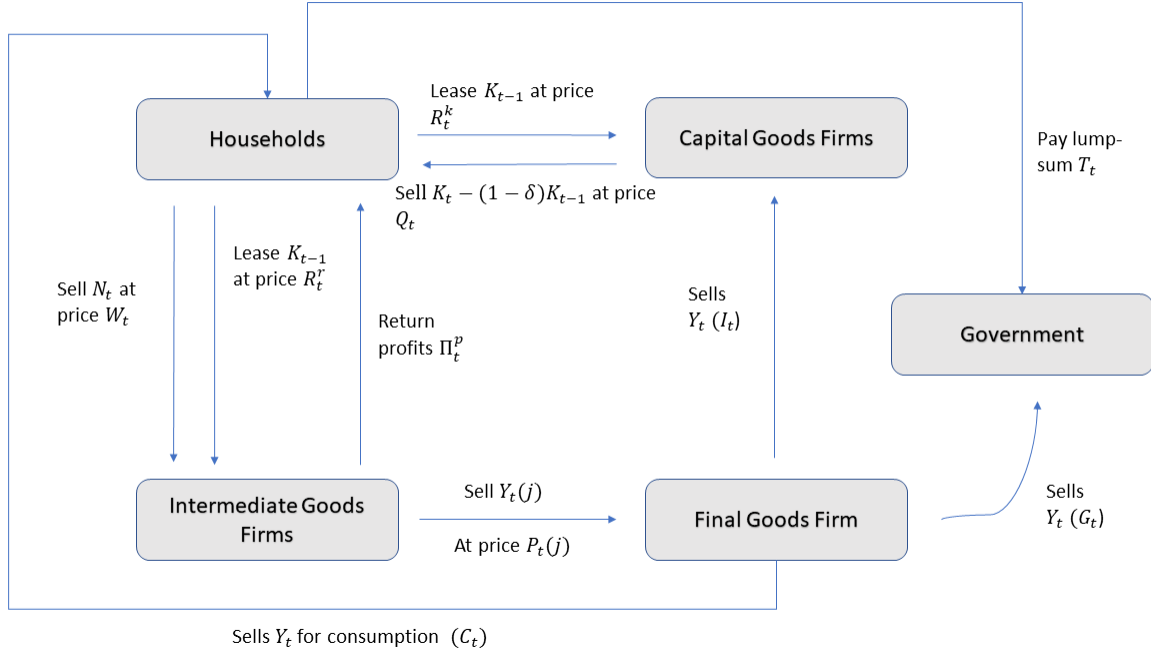 Lease K_{t−1} at price
R_t^k
Households
Capital Goods Firms
Pay lump-
sum T_t
Sell K_t − (1 − δ)K_{t−1} at price
Q_t
Lease K_{t−1}
at price R_t^r
Sell N_t at
price W_t
Sells
Y_t (I_t)
Return
profits Π_t^p
Government
Intermediate Goods
Firms
Sell Y_t(j)
At price P_t(j)
Final Goods Firm
Sells
Y_t (G_t)
Sells Y_t for consumption (C_t)